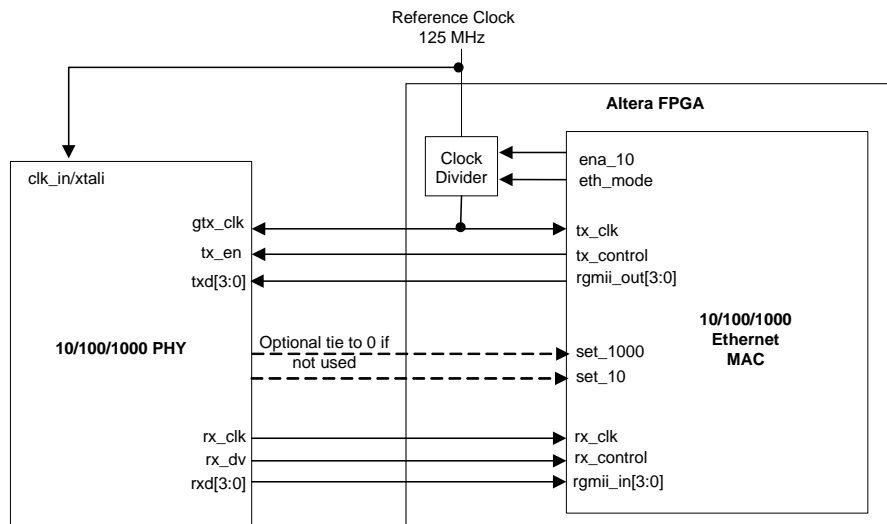 Reference Clock
125 MHz
Altera FPGA
Clock
Divider
ena_10
eth_mode
clk_in/xtali
gtx_clk
tx_en
txd[3:0]
tx_clk
tx_control
rgmii_out[3:0]
10/100/1000 PHY
Optional tie to 0 if
not used
set_1000
set_10
10/100/1000
Ethernet
MAC
rx_clk
rx_dv
rxd[3:0]
rx_clk
rx_control
rgmii_in[3:0]